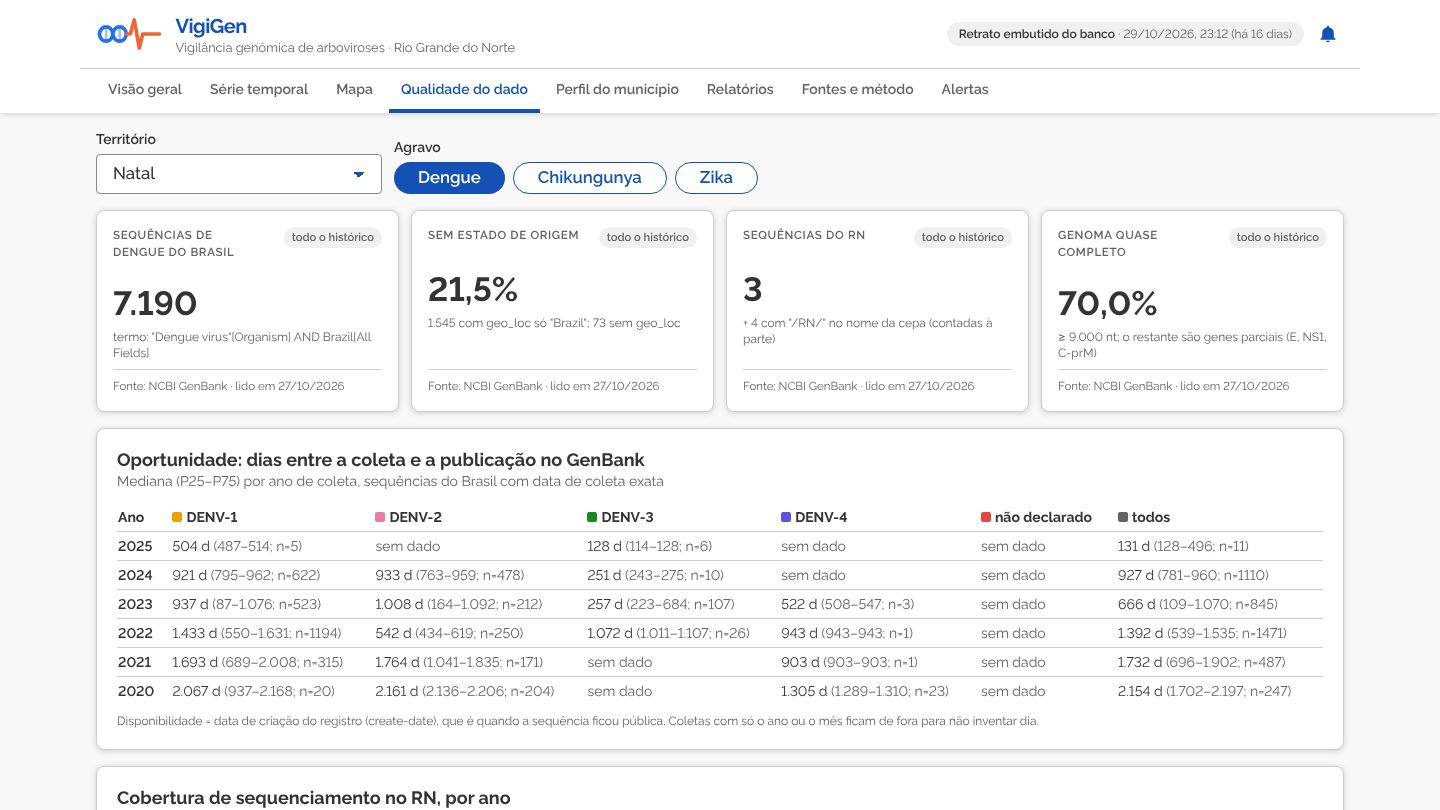 VigiGen
Vigilância genômica de arboviroses · Rio Grande do Norte
Retrato embutido do banco · 29/10/2026, 23:12 (há 16 dias)
Visão geral Série temporal Mapa Qualidade do dado Perfil do município Relatórios Fontes e método Alertas
Território
Natal
Agravo
Dengue Chikungunya Zika
SEQUÊNCIAS DE DENGUE DO BRASIL
todo o histórico
7.190
termo: "Dengue virus"[Organism] AND Brazil[All
Fields]
Fonte: NCBI GenBank · lido em 27/10/2026
SEM ESTADO DE ORIGEM
todo o histórico
21,5%
1.545 com geo_loc só "Brazil"; 73 sem geo_loc
Fonte: NCBI GenBank · lido em 27/10/2026
SEQUÊNCIAS DO RN
todo o histórico
3
+ 4 com "/RN/" no nome da cepa (contadas à
parte)
Fonte: NCBI GenBank · lido em 27/10/2026
GENOMA QUASE
COMPLETO
todo o histórico
70,0%
≥ 9.000 nt; o restante são genes parciais (E, NS1,
C-prM)
Fonte: NCBI GenBank · lido em 27/10/2026
Oportunidade: dias entre a coleta e a publicação no GenBank
Mediana (P25–P75) por ano de coleta, sequências do Brasil com data de coleta exata
Ano DENV-1 DENV-2 DENV-3 DENV-4 não declarado todos
2025 504 d (487–514; n=5) sem dado 128 d (114–128; n=6) sem dado sem dado 131 d (128–496; n=11)
2024 921 d (795–962; n=622) 933 d (763–959; n=478) 251 d (243–275; n=10) sem dado sem dado 927 d (781–960; n=1110)
2023 937 d (87–1.076; n=523) 1.008 d (164–1.092; n=212) 257 d (223–684; n=107) 522 d (508–547; n=3) sem dado 666 d (109–1.070; n=845)
2022 1.433 d (550–1.631; n=1194) 542 d (434–619; n=250) 1.072 d (1.011–1.107; n=26) 943 d (943–943; n=1) sem dado 1.392 d (539–1.535; n=1471)
2021 1.693 d (689–2.008; n=315) 1.764 d (1.041–1.835; n=171) sem dado 903 d (903–903; n=1) sem dado 1.732 d (696–1.902; n=487)
2020 2.067 d (937–2.168; n=20) 2.161 d (2.136–2.206; n=204) sem dado 1.305 d (1.289–1.310; n=23) sem dado 2.154 d (1.702–2.197; n=247)
Disponibilidade = data de criação do registro (create-date), que é quando a sequência ficou pública. Coletas com só o ano ou o mês ficam de fora para não inventar dia.
Cobertura de sequenciamento no RN, por ano